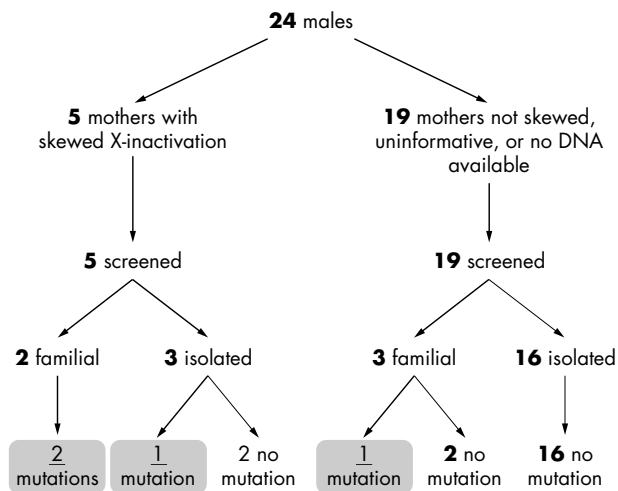 24 males
5 mothers with
skewed X-inactivation
19 mothers not skewed,
uninformative, or no DNA
available
5 screened
19 screened
2 familial
3 isolated
3 familial
16 isolated
2
mutations
1
mutation
2 no
mutation
1
mutation
2 no
mutation
16 no
mutation